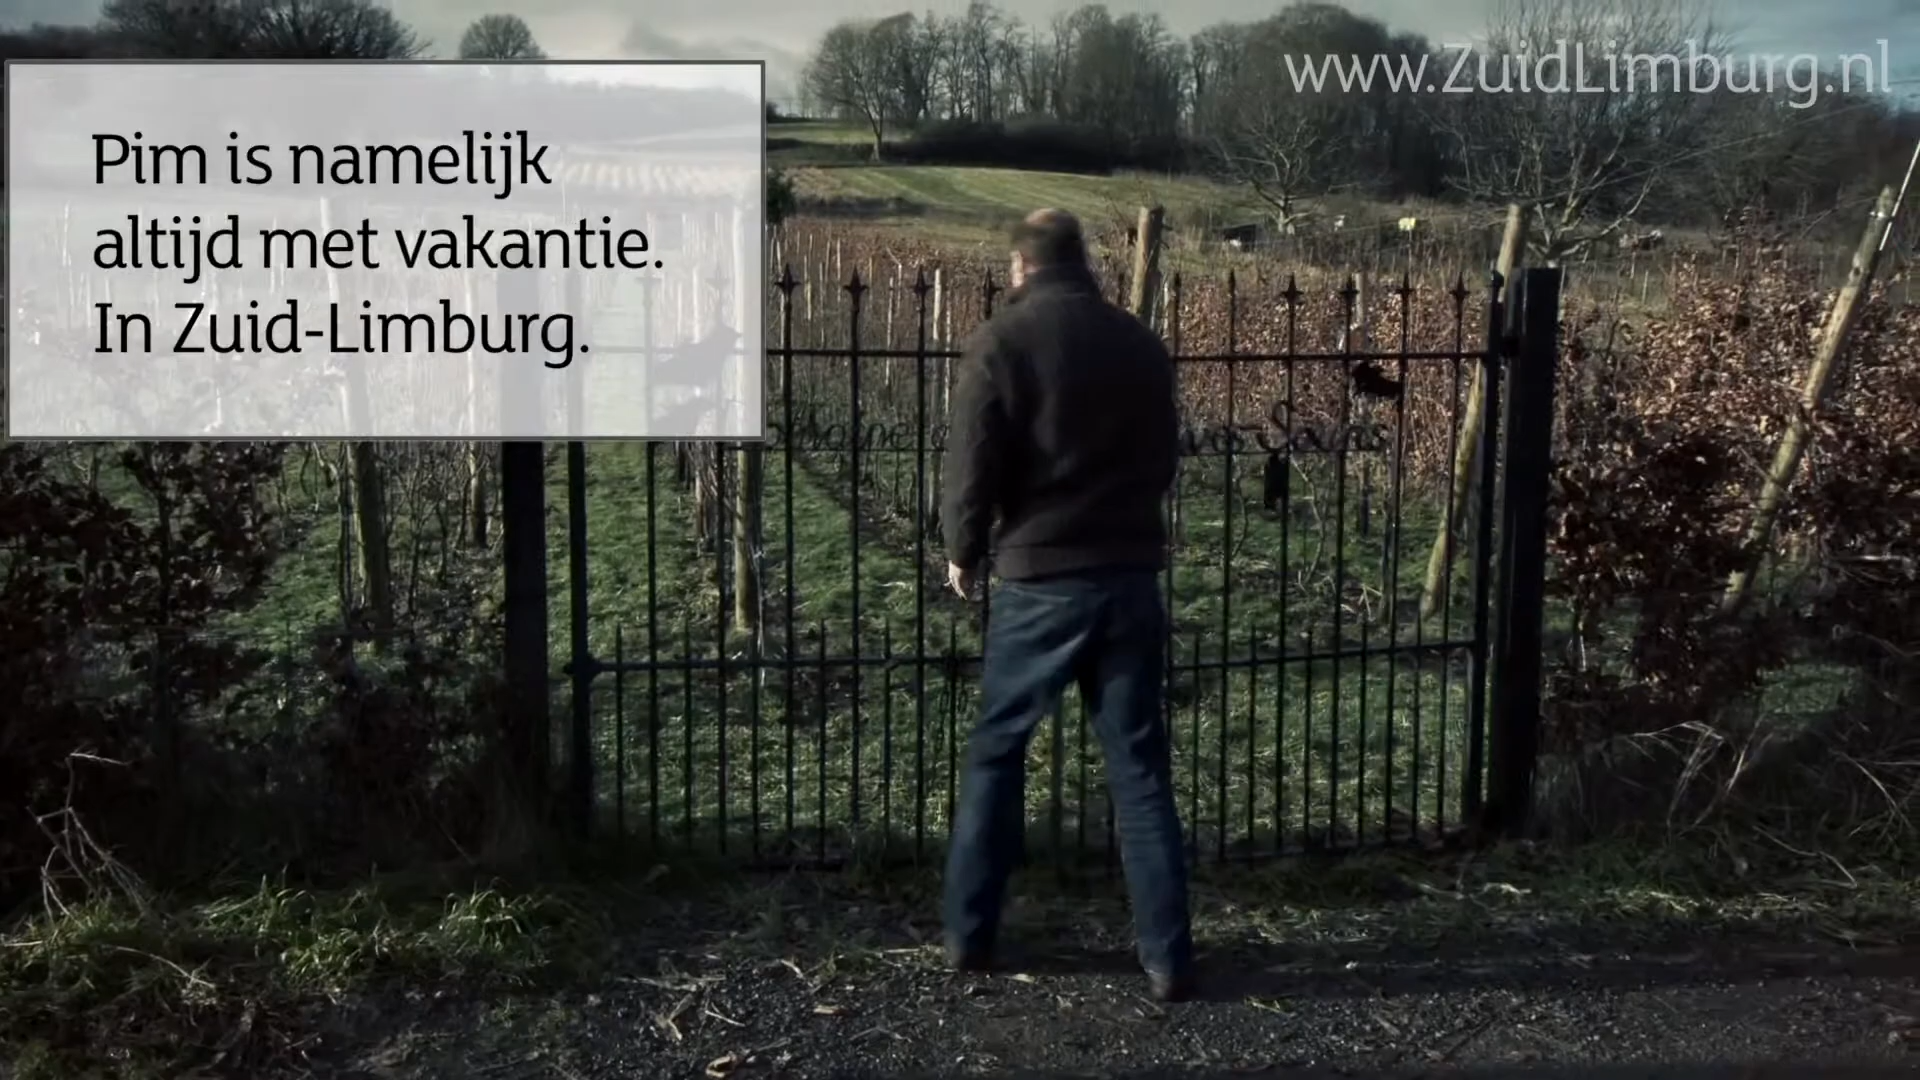 Pim is namelijk
altijd met vakantie.
In Zuid-Limburg.
www.ZuidLimburg.nl